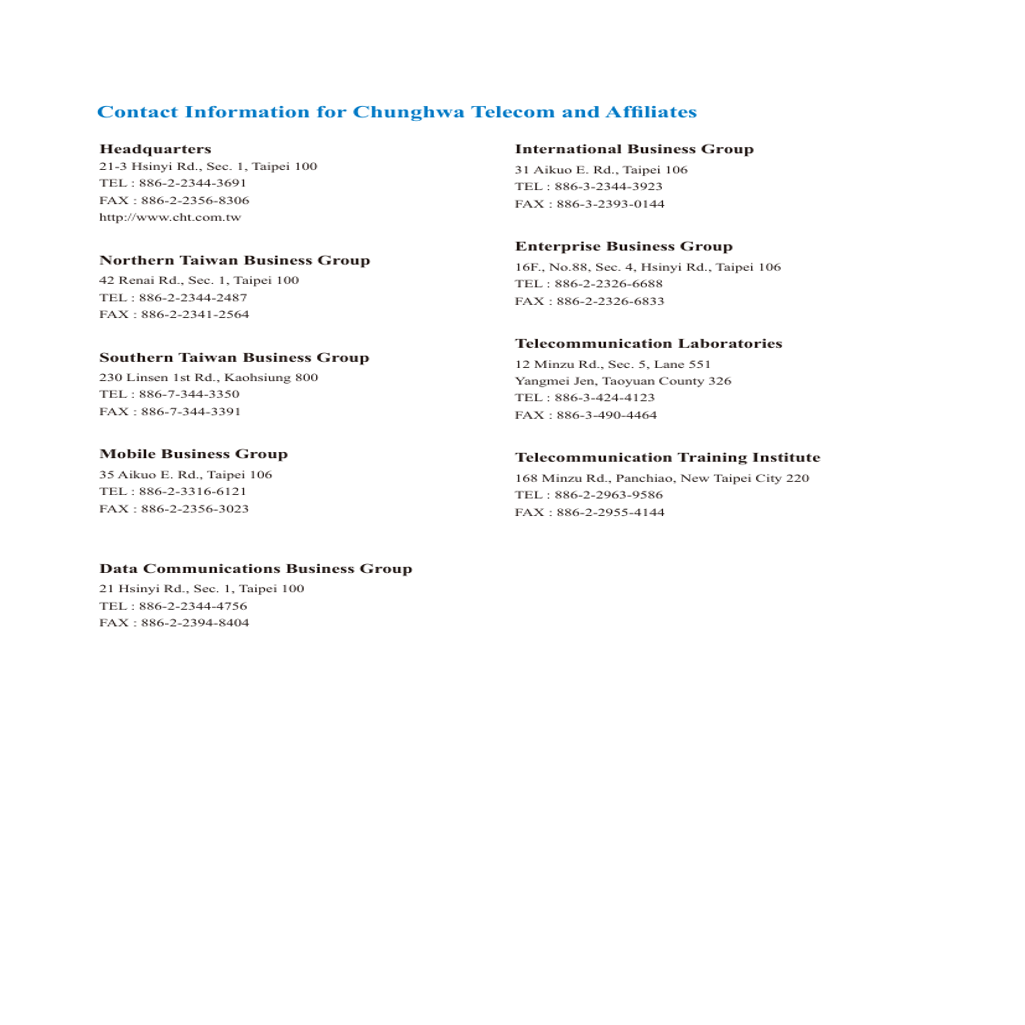 Contact Information for Chunghwa Telecom and Affiliates
Headquarters
21-3 Hsinyi Rd., Sec. 1, Taipei 100
TEL : 886-2-2344-3691
FAX : 886-2-2356-8306
http://www.cht.com.tw
Northern Taiwan Business Group
42 Renai Rd., Sec. 1, Taipei 100
TEL : 886-2-2344-2487
FAX : 886-2-2341-2564
Southern Taiwan Business Group
230 Linsen 1st Rd., Kaohsiung 800
TEL : 886-7-344-3350
FAX : 886-7-344-3391
Mobile Business Group
35 Aikuo E. Rd., Taipei 106
TEL : 886-2-3316-6121
FAX : 886-2-2356-3023
Data Communications Business Group
21 Hsinyi Rd., Sec. 1, Taipei 100
TEL : 886-2-2344-4756
FAX : 886-2-2394-8404
International Business Group
31 Aikuo E. Rd., Taipei 106
TEL : 886-3-2344-3923
FAX : 886-3-2393-0144
Enterprise Business Group
16F., No.88, Sec. 4, Hsinyi Rd., Taipei 106
TEL : 886-2-2326-6688
FAX : 886-2-2326-6833
Telecommunication Laboratories
12 Minzu Rd., Sec. 5, Lane 551
Yangmei Jen, Taoyuan County 326
TEL : 886-3-424-4123
FAX : 886-3-490-4464
Telecommunication Training Institute
168 Minzu Rd., Panchiao, New Taipei City 220
TEL : 886-2-2963-9586
FAX : 886-2-2955-4144